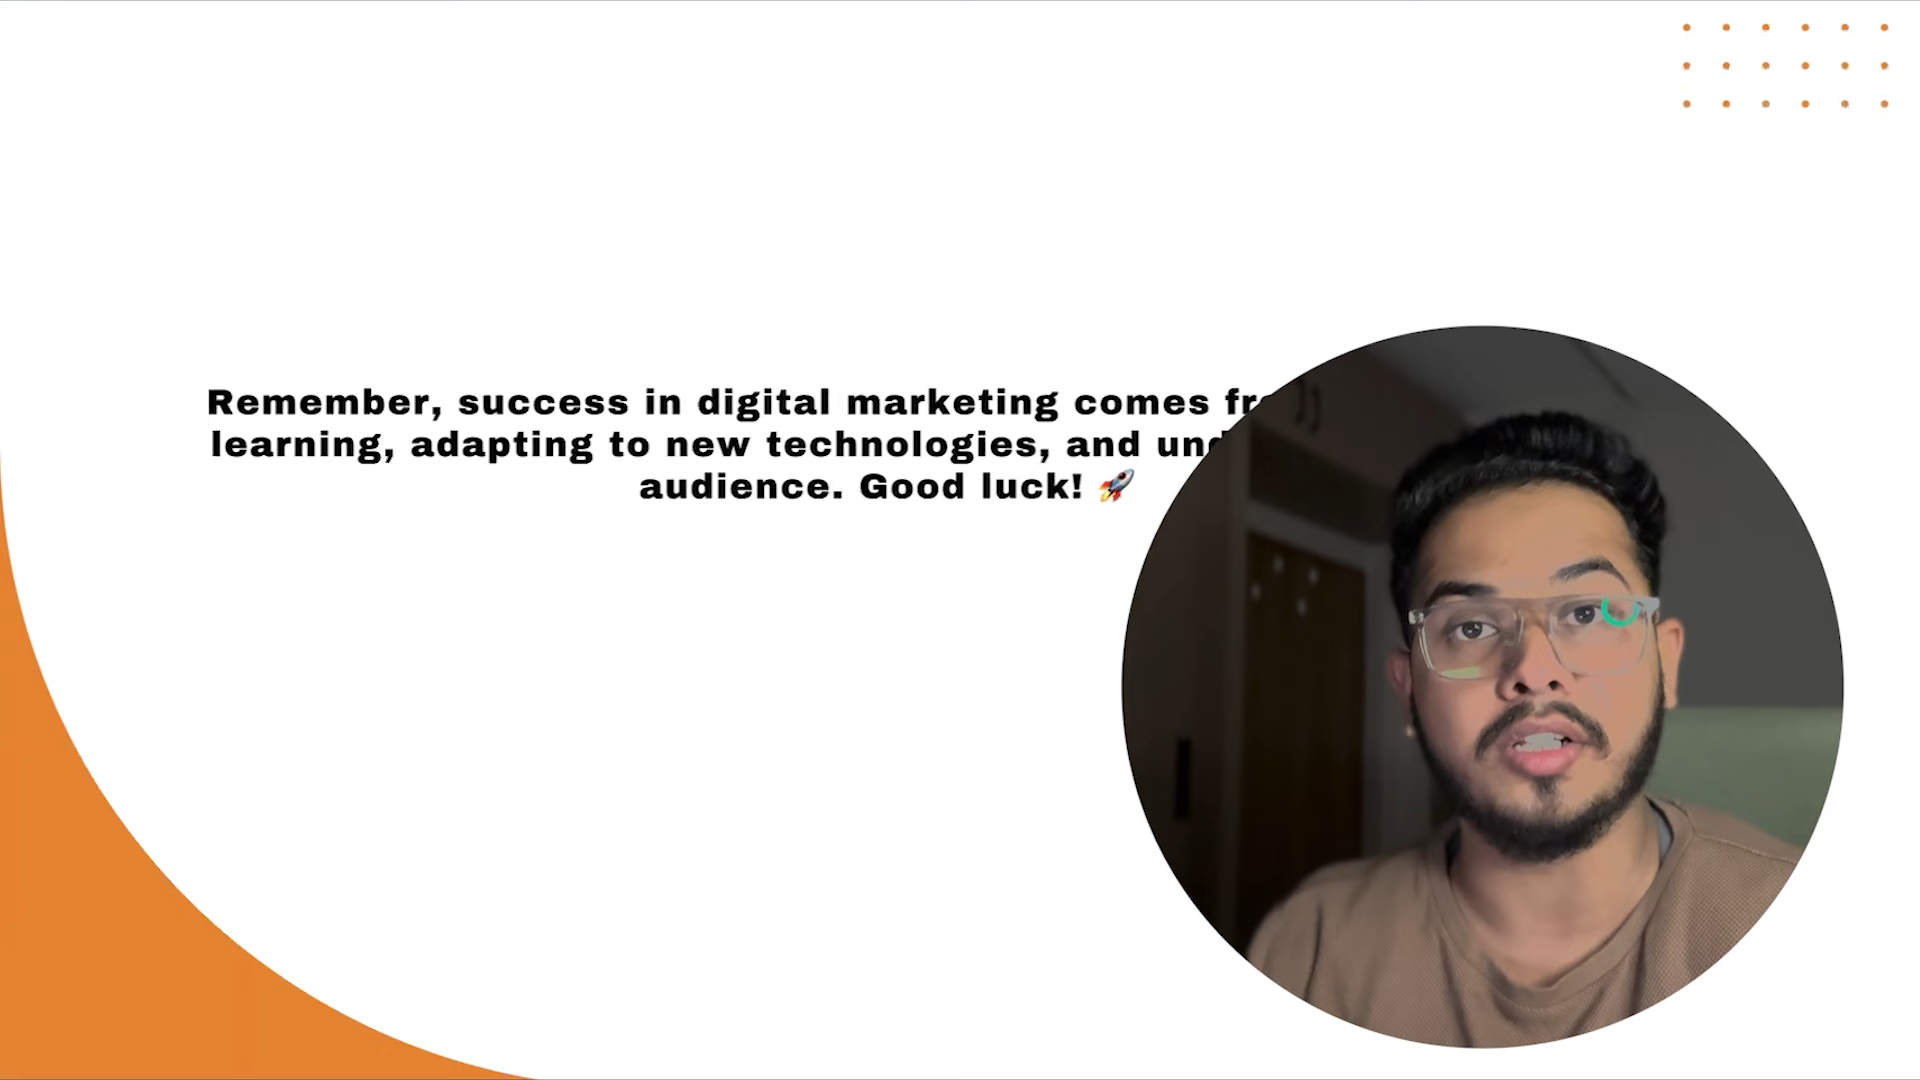 Remember, success in digital marketing comes
learning, adapting to new technologies, and
audience. Good luck! 🚀